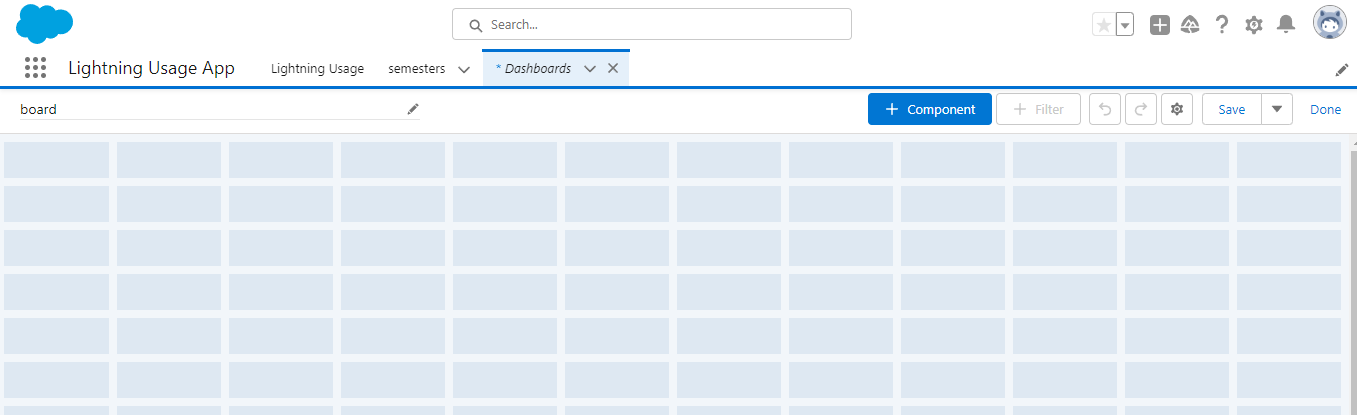 Search...
Lightning Usage App Lightning Usage semesters * Dashboards
board + Component + Filter Save Done